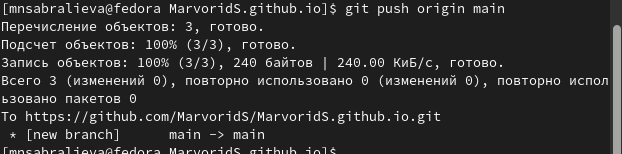 [mnsabralieva@fedora MarvoridS.github.io]$ git push origin main
Перечисление объектов: 3, готово.
Подсчет объектов: 100% (3/3), готово.
Запись объектов: 100% (3/3), 240 байтов | 240.00 КиБ/с, готово.
Всего 3 (изменений 0), повторно использовано 0 (изменений 0), повторно испол
ьзовано пакетов 0
To https://github.com/MarvoridS/MarvoridS.github.io.git
 * [new branch]      main -> main
[mnsabralieva@fedora MarvoridS.github.io]$